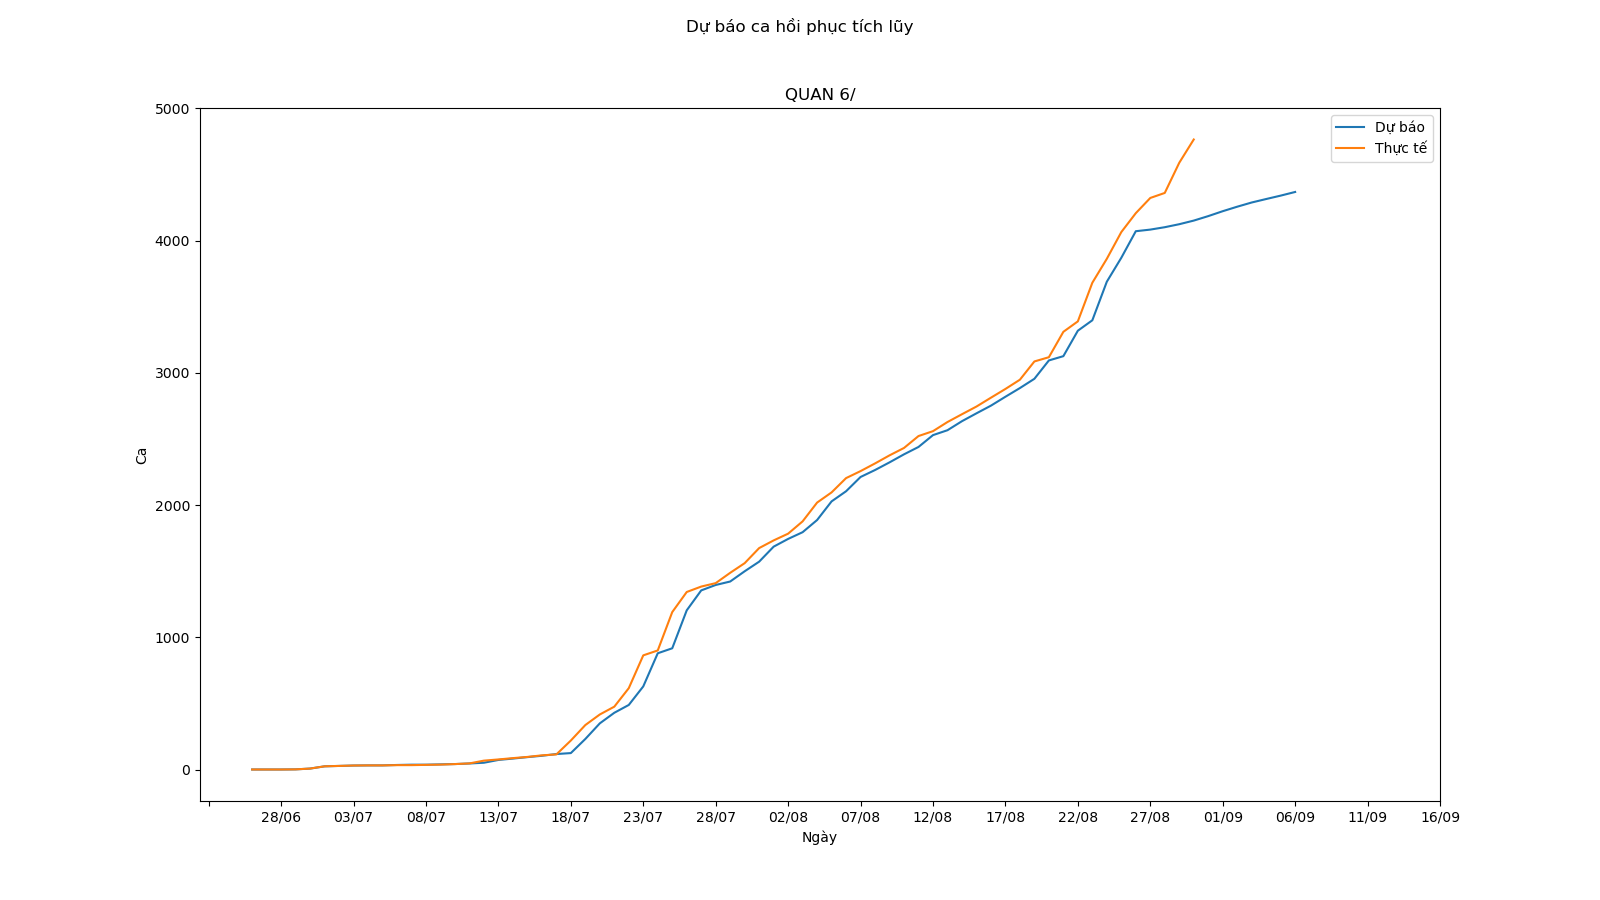 Dự báo ca hồi phục tích lũy
QUAN 6/
5000
4000
3000
2000
1000
0
Ca
Dự báo
Thực tế
28/06 03/07 08/07 13/07 18/07 23/07 28/07 02/08 07/08 12/08 17/08 22/08 27/08 01/09 06/09 11/09 16/09
Ngày